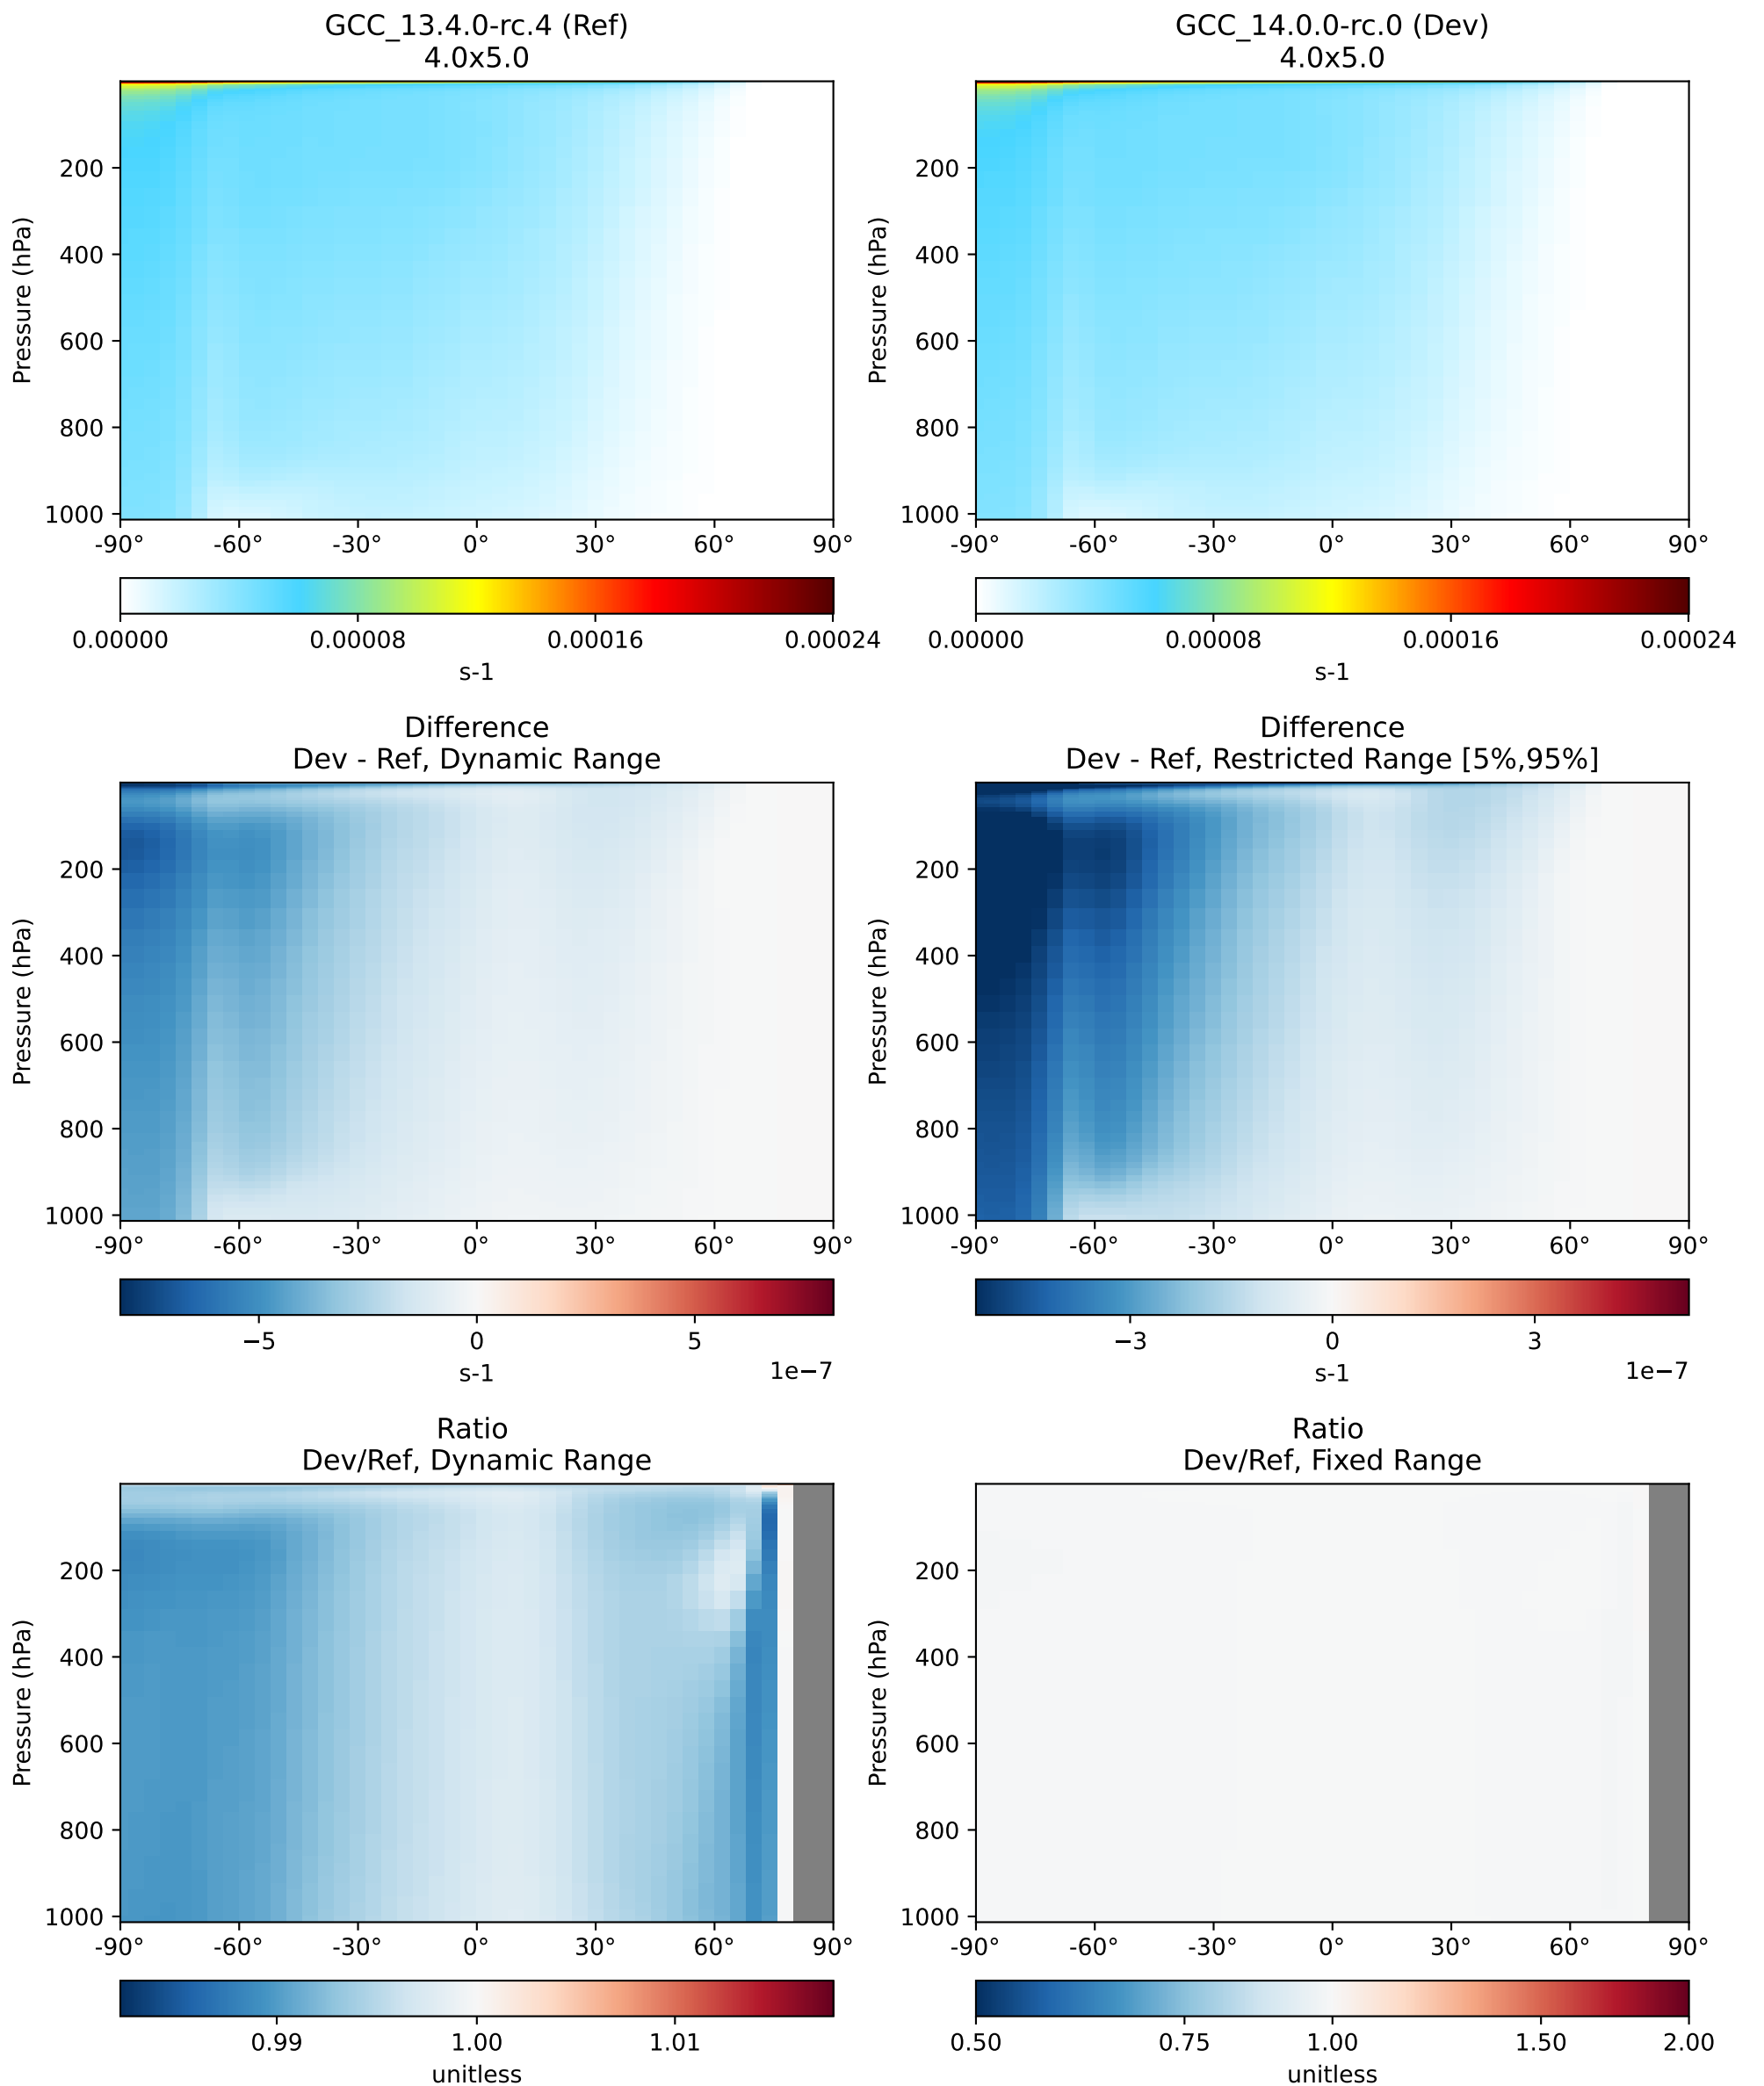 GCC_13.4.0-rc.4 (Ref)
4.0x5.0
Pressure (hPa)
200
400
600
800
1000
-90° -60° -30° 0° 30° 60° 90°
0.00000 0.00008 0.00016 0.00024
s-1
GCC_14.0.0-rc.0 (Dev)
4.0x5.0
Pressure (hPa)
200
400
600
800
1000
-90° -60° -30° 0° 30° 60° 90°
0.00000 0.00008 0.00016 0.00024
s-1
Difference
Dev - Ref, Dynamic Range
Pressure (hPa)
200
400
600
800
1000
-90° -60° -30° 0° 30° 60° 90°
−5 0 5
s-1 1e−7
Difference
Dev - Ref, Restricted Range [5%,95%]
Pressure (hPa)
200
400
600
800
1000
-90° -60° -30° 0° 30° 60° 90°
−3 0 3
s-1 1e−7
Ratio
Dev/Ref, Dynamic Range
Pressure (hPa)
200
400
600
800
1000
-90° -60° -30° 0° 30° 60° 90°
0.99 1.00 1.01
unitless
Ratio
Dev/Ref, Fixed Range
Pressure (hPa)
200
400
600
800
1000
-90° -60° -30° 0° 30° 60° 90°
0.50 0.75 1.00 1.50 2.00
unitless